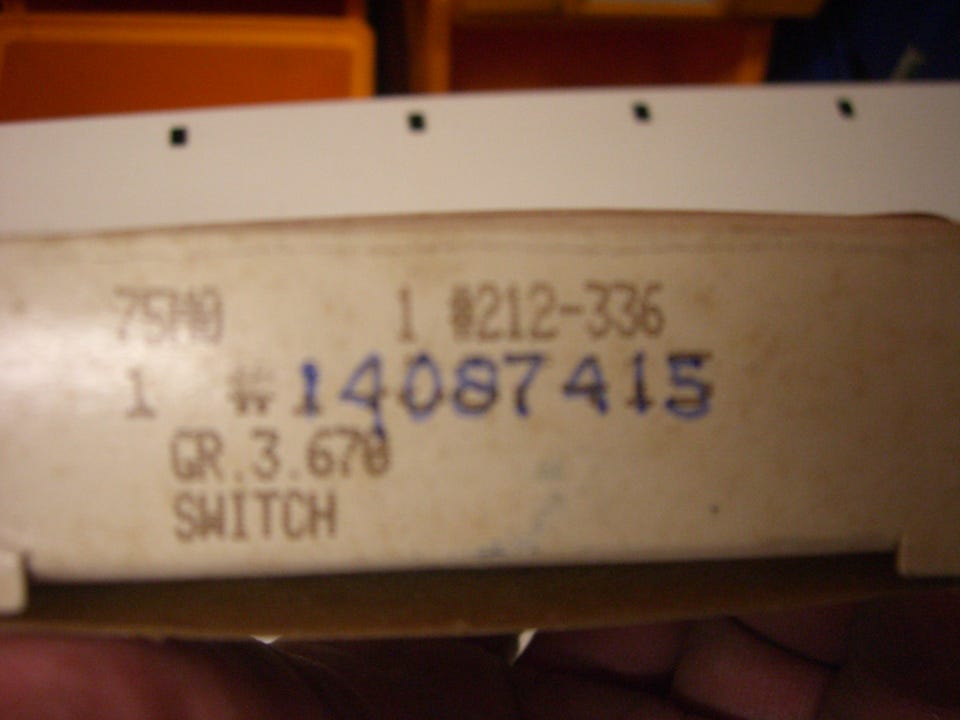 75M0 1 #212-336
1 #14087415
GR.3.670
SWITCH